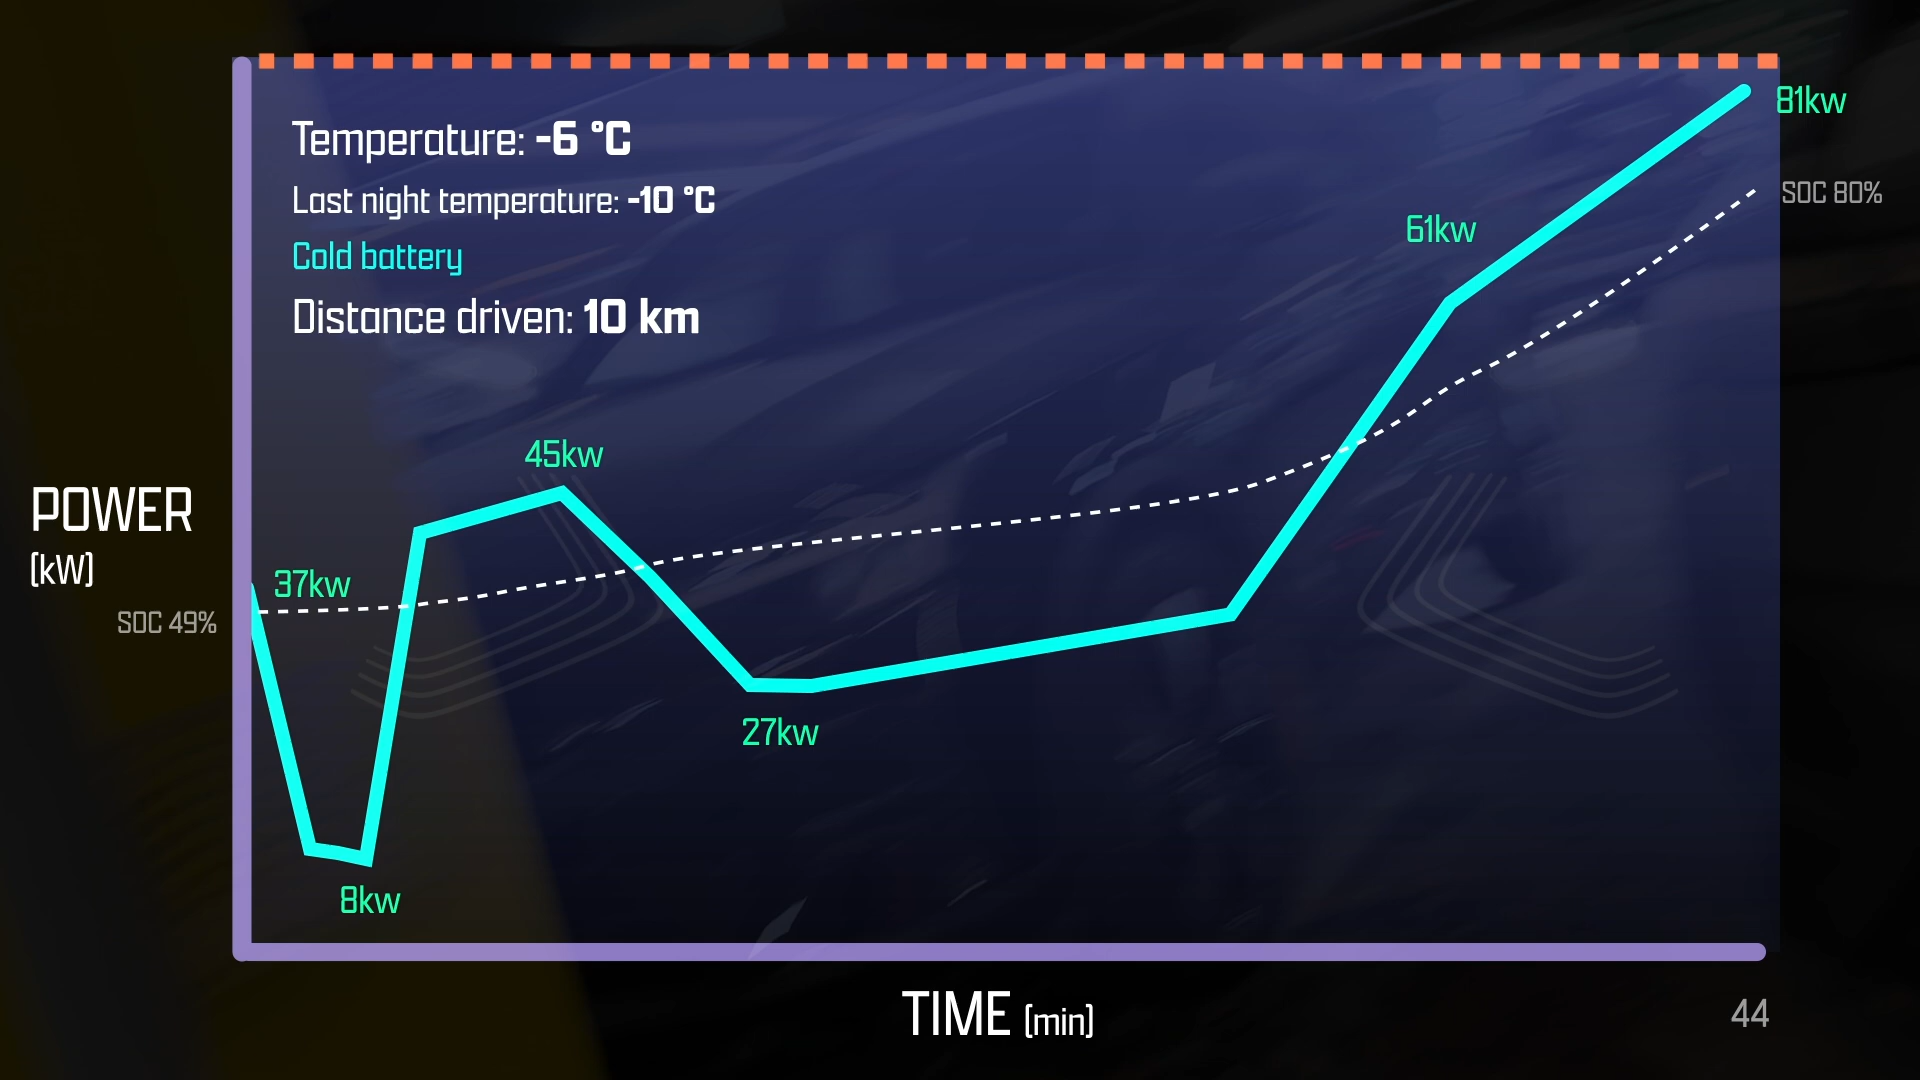 Temperature: -6 °C
Last night temperature: -10 °C
Cold battery
Distance driven: 10 km
81kw
SOC 80%
61kw
45kw
POWER
[kW]
37kw
SOC 49%
27kw
8kw
TIME [min]
44